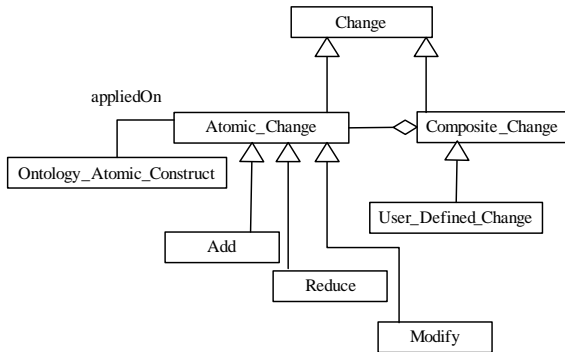 Change
appliedOn
Atomic_Change
Composite_Change
Ontology_Atomic_Construct
User_Defined_Change
Add
Reduce
Modify